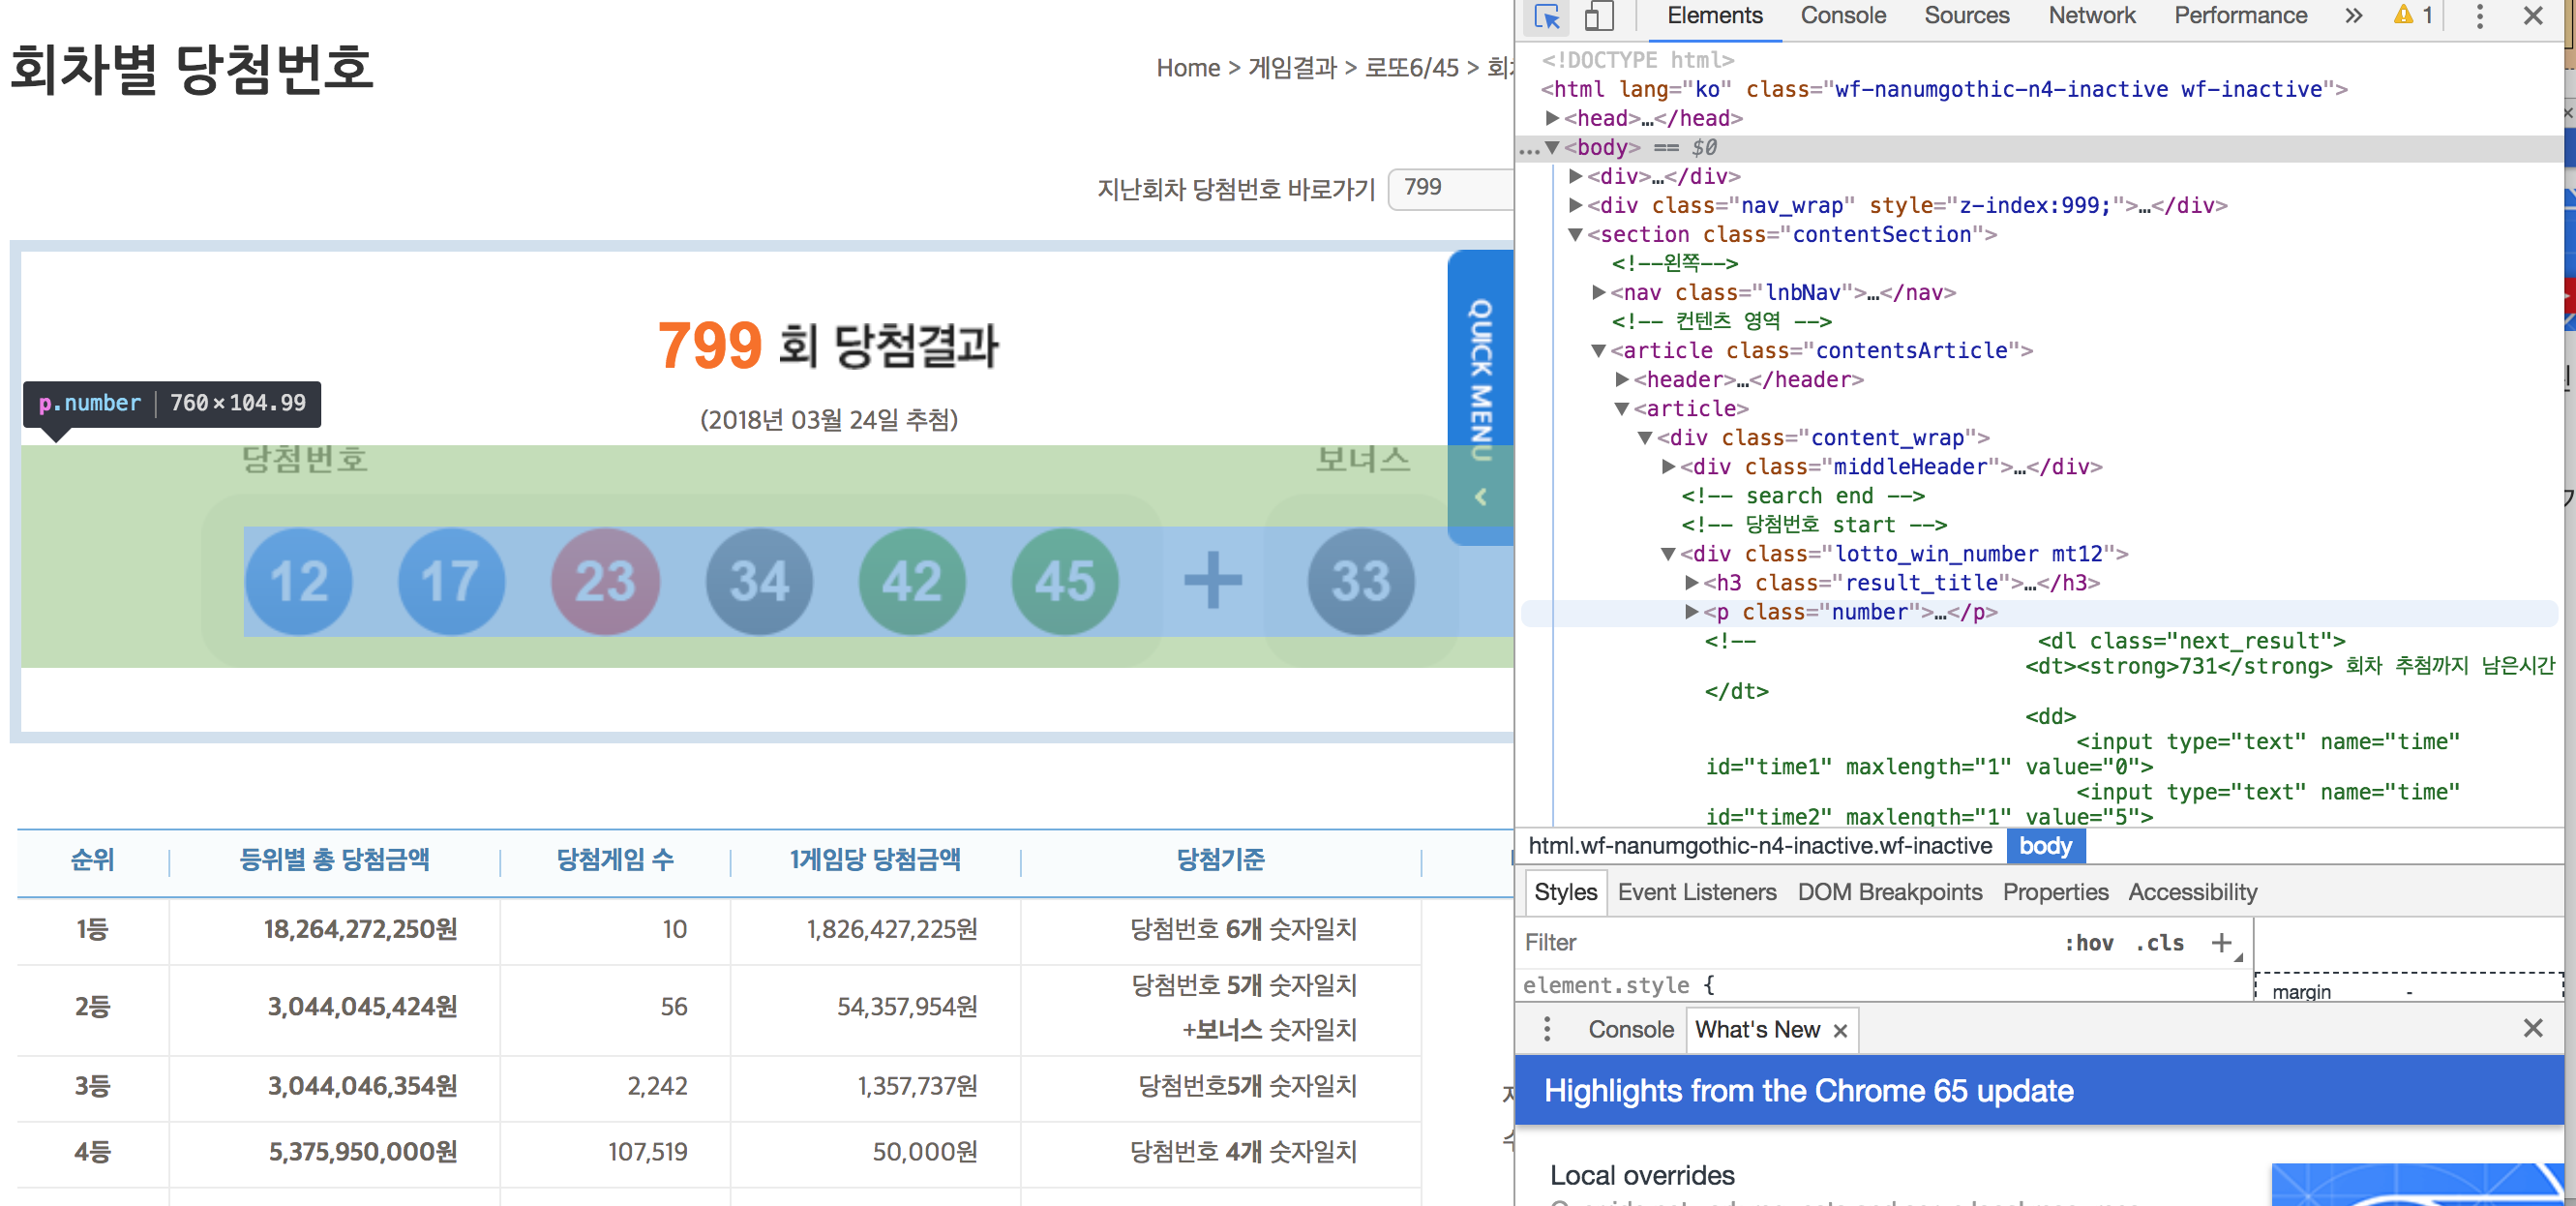 회차별 당첨번호
Home > 게임결과 > 로또6/45 >
지난회차 당첨번호 바로가기 799
799 회 당첨결과
(2018년 03월 24일 추첨)
p.number 760×104.99
당첨번호 보너스
12 17 23 34 42 45 + 33
QUICK MENU
순위 등위별 총 당첨금액 당첨게임 수 1게임당 당첨금액 당첨기준
1등 18,264,272,250원 10 1,826,427,225원 당첨번호 6개 숫자일치
2등 3,044,045,424원 56 54,357,954원 당첨번호 5개 숫자일치
+보너스 숫자일치
3등 3,044,046,354원 2,242 1,357,737원 당첨번호5개 숫자일치
4등 5,375,950,000원 107,519 50,000원 당첨번호 4개 숫자일치
Elements Console Sources Network Performance » 1
<!DOCTYPE html>
<html lang="ko" class="wf-nanumgothic-n4-inactive wf-inactive">
<head>…</head>
…<body> == $0
<div>…</div>
<div class="nav_wrap" style="z-index:999;">…</div>
<section class="contentSection">
<!--왼쪽-->
<nav class="lnbNav">…</nav>
<!-- 컨텐츠 영역 -->
<article class="contentsArticle">
<header>…</header>
<article>
<div class="content_wrap">
<div class="middleHeader">…</div>
<!-- search end -->
<!-- 당첨번호 start -->
<div class="lotto_win_number mt12">
<h3 class="result_title">…</h3>
<p class="number">…</p>
<!-- <dl class="next_result">
<dt><strong>731</strong> 회차 추첨까지 남은시간
</dt>
<dd>
<input type="text" name="time"
id="time1" maxlength="1" value="0">
<input type="text" name="time"
id="time2" maxlength="1" value="5">
html.wf-nanumgothic-n4-inactive.wf-inactive body
Styles Event Listeners DOM Breakpoints Properties Accessibility
Filter :hov .cls +
element.style {
margin -
Console What's New ×
Highlights from the Chrome 65 update
Local overrides